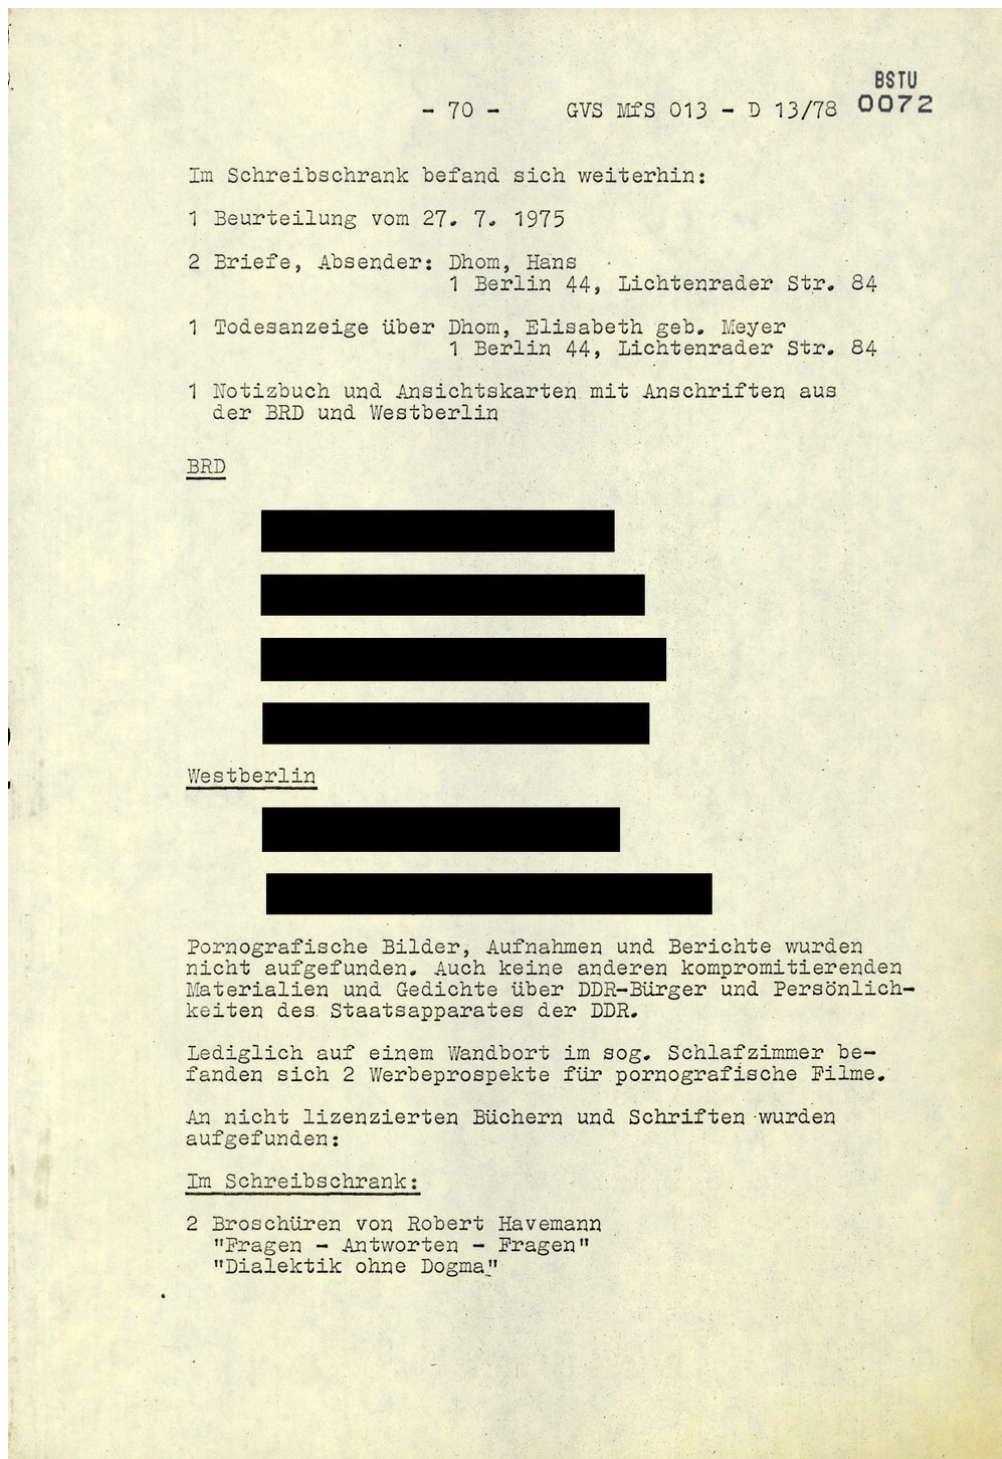 BSTU
- 70 - GVS MfS 013 - D 13/78 0072
Im Schreibschrank befand sich weiterhin:
1 Beurteilung vom 27. 7. 1975
2 Briefe, Absender: Dhom, Hans
1 Berlin 44, Lichtenrader Str. 84
1 Todesanzeige über Dhom, Elisabeth geb. Meyer
1 Berlin 44, Lichtenrader Str. 84
1 Notizbuch und Ansichtskarten mit Anschriften aus
der BRD und Westberlin
BRD
Westberlin
Pornografische Bilder, Aufnahmen und Berichte wurden
nicht aufgefunden. Auch keine anderen kompromitierenden
Materialien und Gedichte über DDR-Bürger und Persönlich-
keiten des Staatsapparates der DDR.
Lediglich auf einem Wandbort im sog. Schlafzimmer be-
fanden sich 2 Werbeprospekte für pornografische Filme.
An nicht lizenzierten Büchern und Schriften wurden
aufgefunden:
Im Schreibschrank:
2 Broschüren von Robert Havemann
"Fragen - Antworten - Fragen"
"Dialektik ohne Dogma"